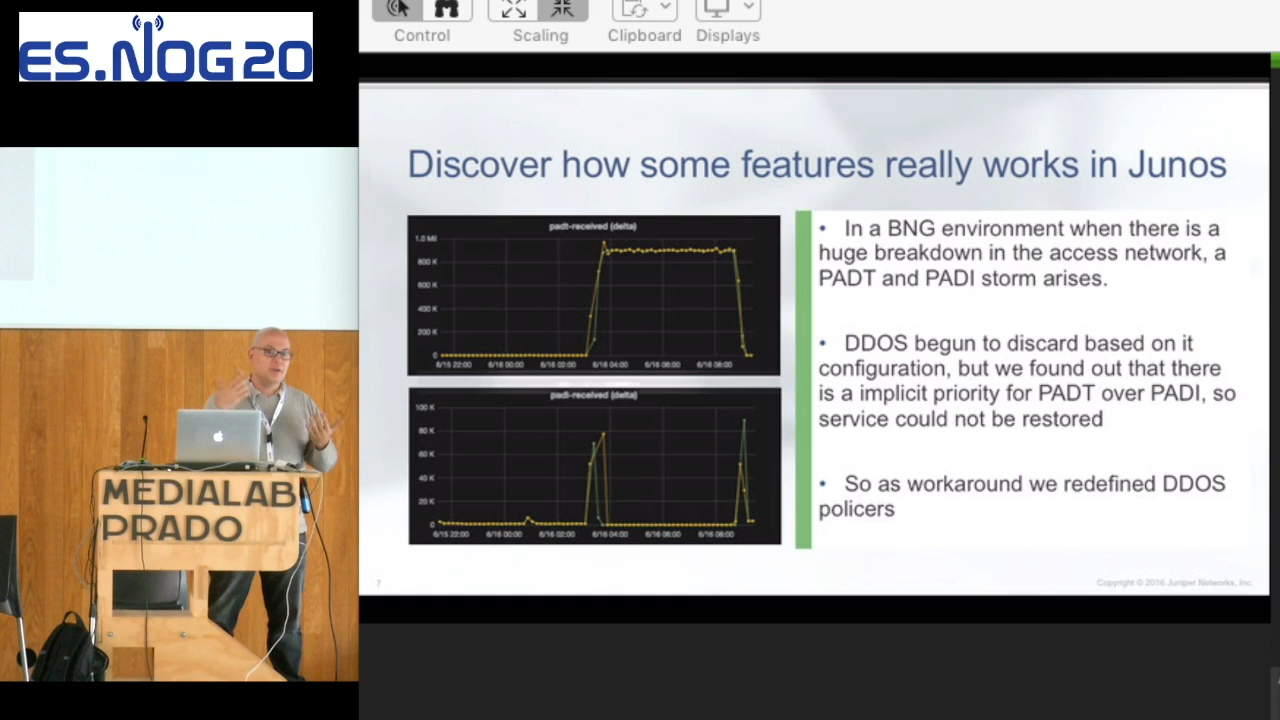 ES.NOG20
Control
Scaling
Clipboard
Displays
Discover how some features really works in Junos
padt-received (delta)
1.0 Mil
800 K
600 K
400 K
200 K
0
6/15 22:00 6/16 00:00 6/16 02:00 6/16 04:00 6/16 06:00 6/16 08:00
padi-received (delta)
100 K
80 K
60 K
40 K
20 K
0
6/15 22:00 6/16 00:00 6/16 02:00 6/16 04:00 6/16 06:00 6/16 08:00
• In a BNG environment when there is a
huge breakdown in the access network, a
PADT and PADI storm arises.
• DDOS begun to discard based on it
configuration, but we found out that there
is a implicit priority for PADT over PADI, so
service could not be restored
• So as workaround we redefined DDOS
policers
7
Copyright © 2016 Juniper Networks, Inc.
MEDIALAB
PRADO